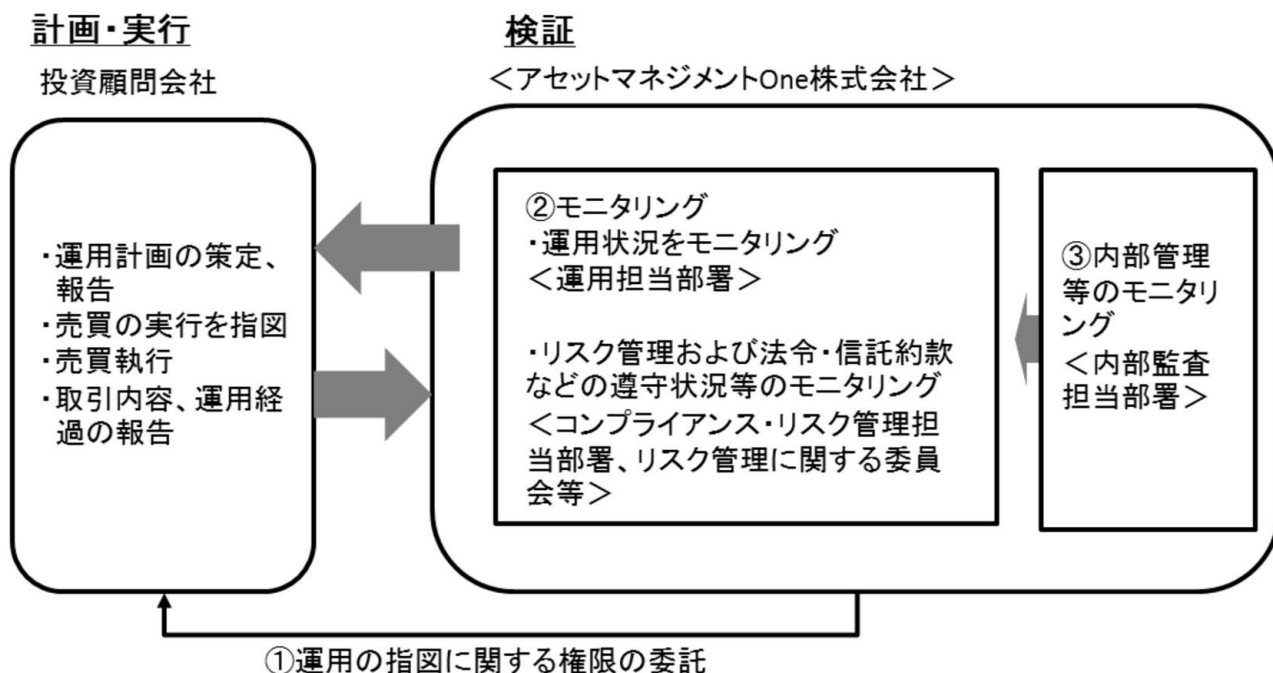 計画・実行
投資顧問会社
・運用計画の策定、
報告
・売買の実行を指図
・売買執行
・取引内容、運用経
過の報告
検証
＜アセットマネジメントOne株式会社＞
②モニタリング
・運用状況をモニタリング
＜運用担当部署＞
・リスク管理および法令・信託約款
などの遵守状況等のモニタリング
＜コンプライアンス・リスク管理担
当部署、リスク管理に関する委員
会等＞
③内部管理
等のモニタリ
ング
＜内部監査
担当部署＞
①運用の指図に関する権限の委託